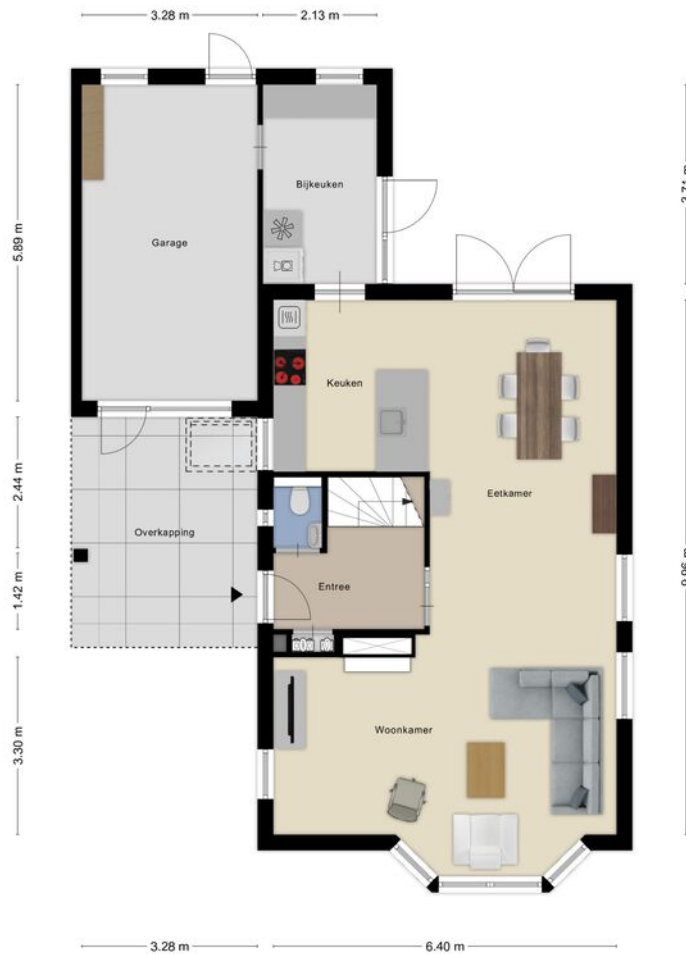 3.28 m
2.13 m
5.89 m
Bijkeuken
Garage
Keuken
2.44 m
Eetkamer
Overkapping
1.42 m
Entree
3.30 m
Woonkamer
3.28 m
6.40 m